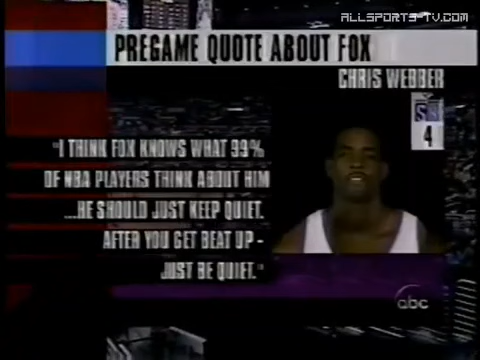 ALLSPORTS-TV.COM
PREGAME QUOTE ABOUT FOX
CHRIS WEBBER
4
"I THINK FOX KNOWS WHAT 99%
OF NBA PLAYERS THINK ABOUT HIM
...HE SHOULD JUST KEEP QUIET.
AFTER YOU GET BEAT UP -
JUST BE QUIET."
abc